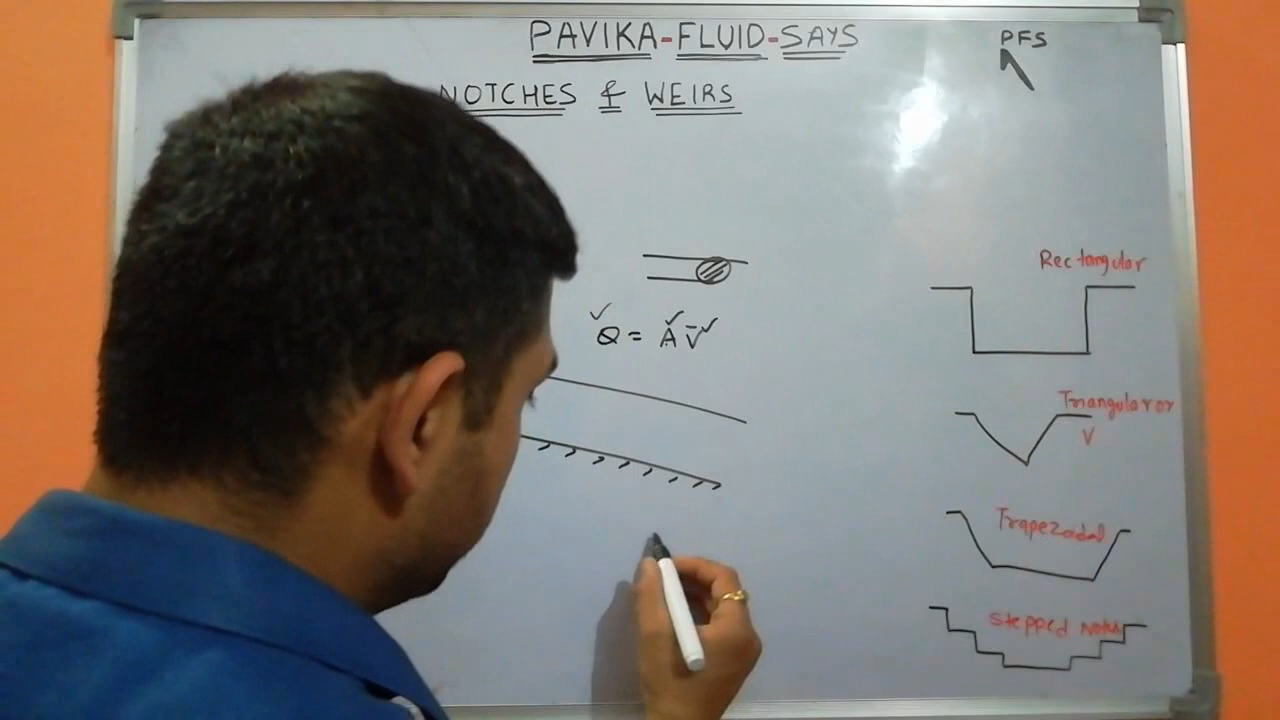 PAVIKA-FLUID-SAYS
PFS
NOTCHES & WEIRS
Rectangular
Q = A V
Triangular or
V
Trapezoidal
Stepped Notch